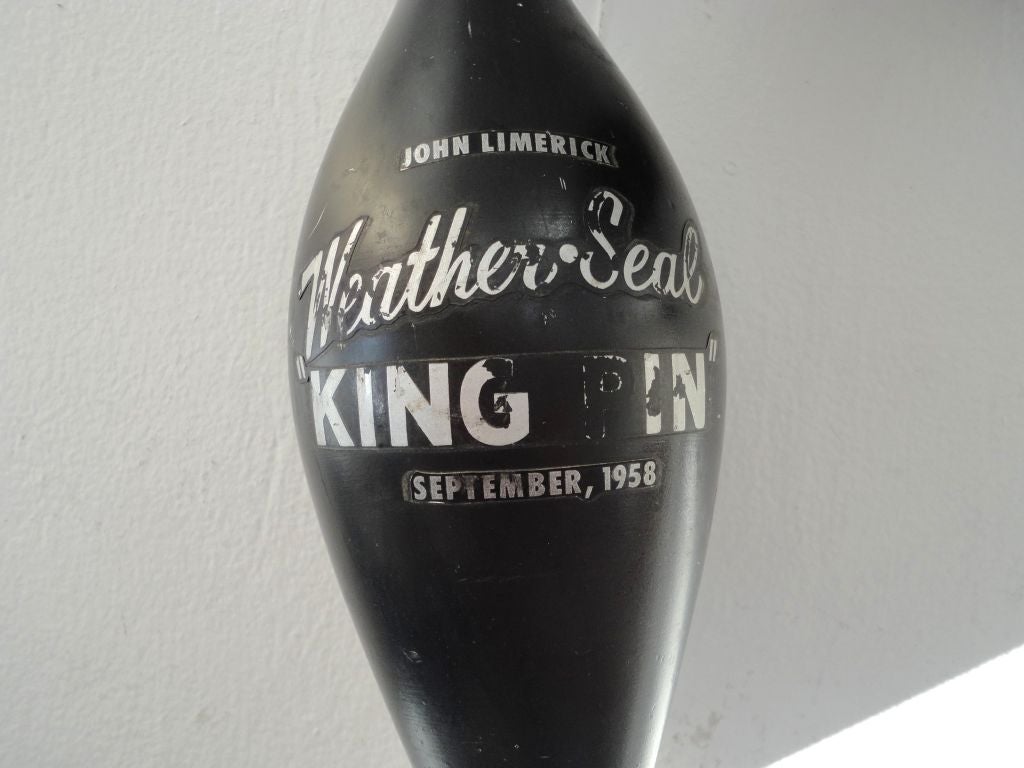 JOHN LIMERICK
Weather•Seal
"KING PIN"
SEPTEMBER, 1958